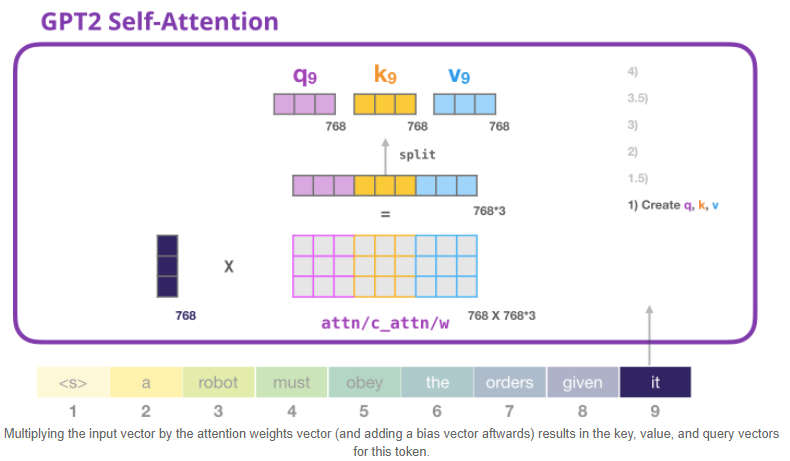 GPT2 Self-Attention
q9 k9 v9
768 768 768
split
768*3
=
X
768
attn/c_attn/w
768 X 768*3
4)
3.5)
3)
2)
1.5)
1) Create q, k, v
<s> a robot must obey the orders given it
1 2 3 4 5 6 7 8 9
Multiplying the input vector by the attention weights vector (and adding a bias vector aftwards) results in the key, value, and query vectors
for this token.